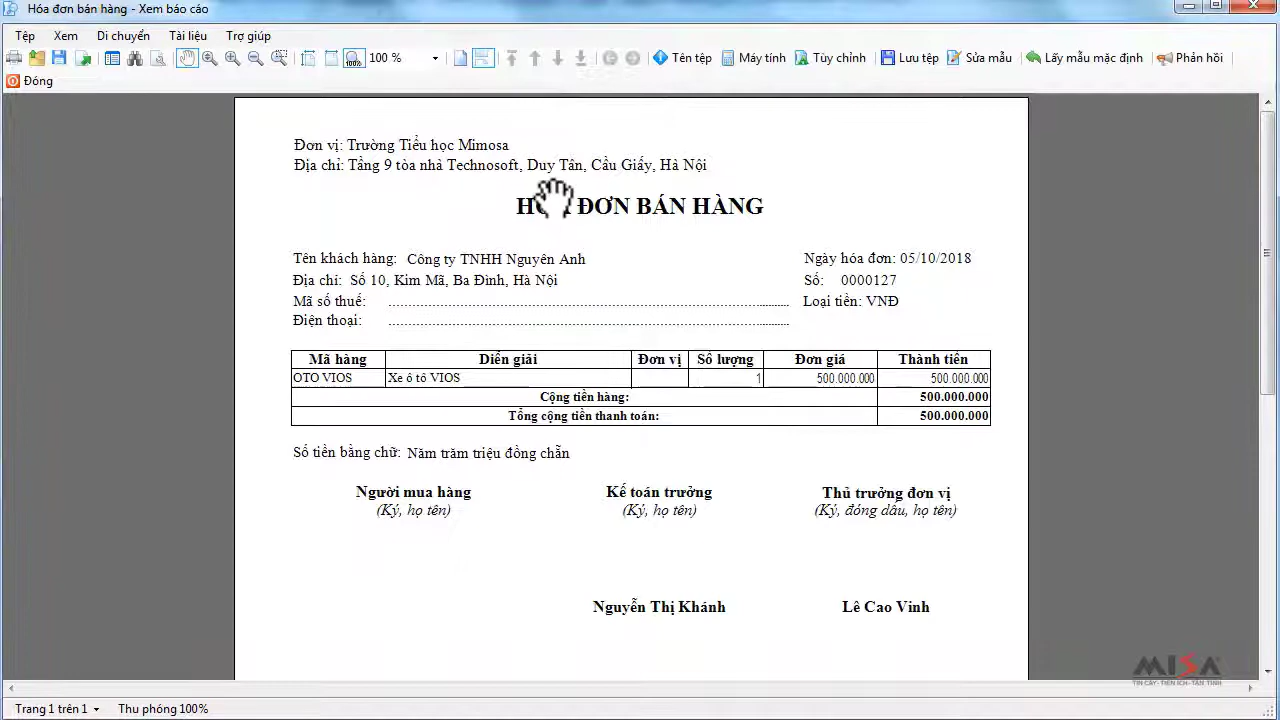 Hóa đơn bán hàng - Xem báo cáo
Tệp Xem Di chuyển Tài liệu Trợ giúp
100 % Tên tệp Máy tính Tùy chỉnh Lưu tệp Sửa mẫu Lấy mẫu mặc định Phản hồi
Đóng
Đơn vị: Trường Tiểu học Mimosa
Địa chỉ: Tầng 9 tòa nhà Technosoft, Duy Tân, Cầu Giấy, Hà Nội
ĐƠN BÁN HÀNG
Tên khách hàng: Công ty TNHH Nguyên Anh Ngày hóa đơn: 05/10/2018
Địa chỉ: Số 10, Kim Mã, Ba Đình, Hà Nội Số: 0000127
Mã số thuế: Loại tiền: VNĐ
Điện thoại:
Mã hàng Diễn giải Đơn vị Số lượng Đơn giá Thành tiền
OTO VIOS Xe ô tô VIOS 1 500.000.000 500.000.000
Cộng tiền hàng: 500.000.000
Tổng cộng tiền thanh toán: 500.000.000
Số tiền bằng chữ: Năm trăm triệu đồng chẵn
Người mua hàng Kế toán trưởng Thủ trưởng đơn vị
(Ký, họ tên) (Ký, họ tên) (Ký, đóng dấu, họ tên)
Nguyễn Thị Khánh Lê Cao Vinh
MISA
TIN CẬY-TIỆN ÍCH-TẬN TÌNH
Trang 1 trên 1 Thu phóng 100%